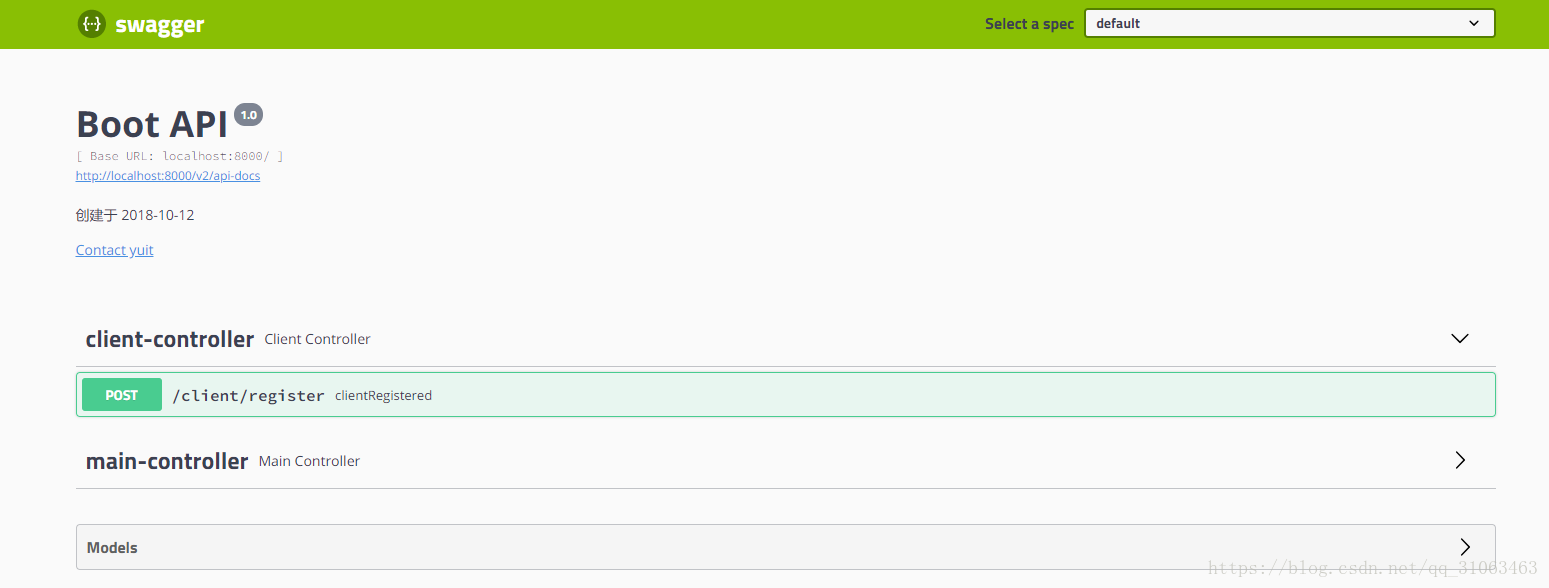 {···} swagger Select a spec default
Boot API 1.0
[ Base URL: localhost:8000/ ]
http://localhost:8000/v2/api-docs
创建于 2018-10-12
Contact yuit
client-controller Client Controller
POST /client/register clientRegistered
main-controller Main Controller
Models
https://blog.csdn.net/qq_31063463